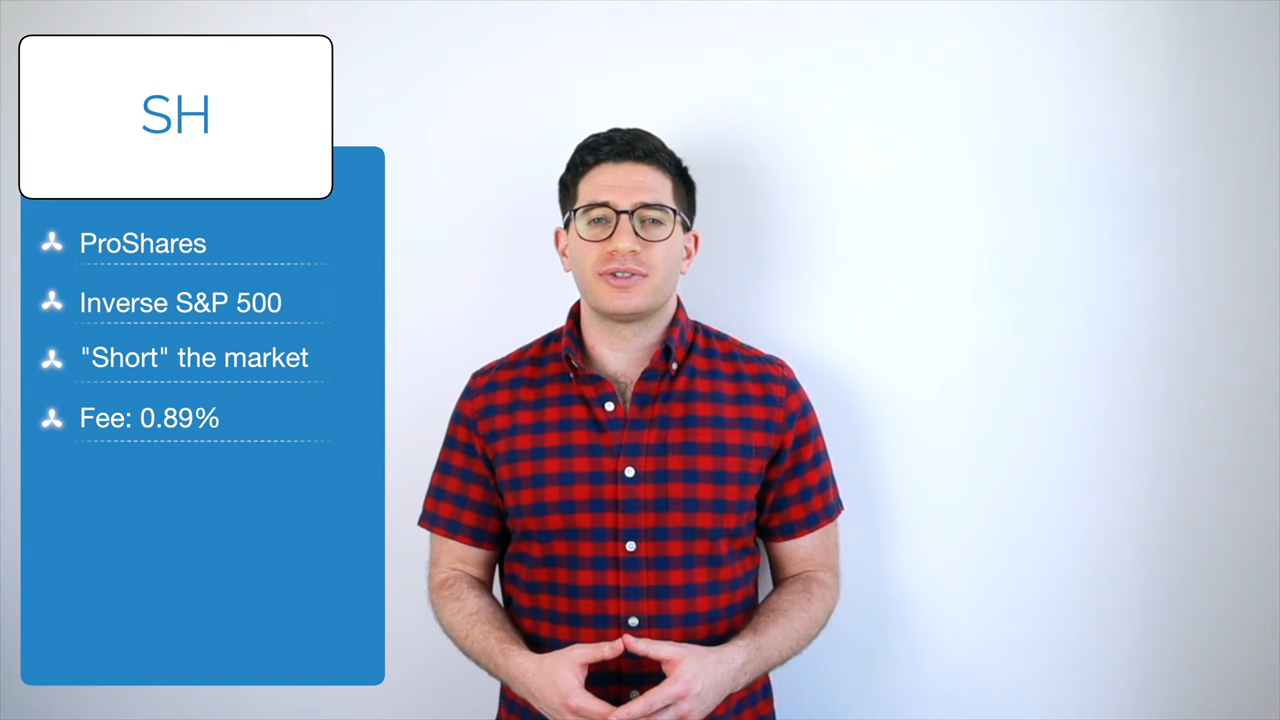 SH
ProShares
Inverse S&P 500
"Short" the market
Fee: 0.89%